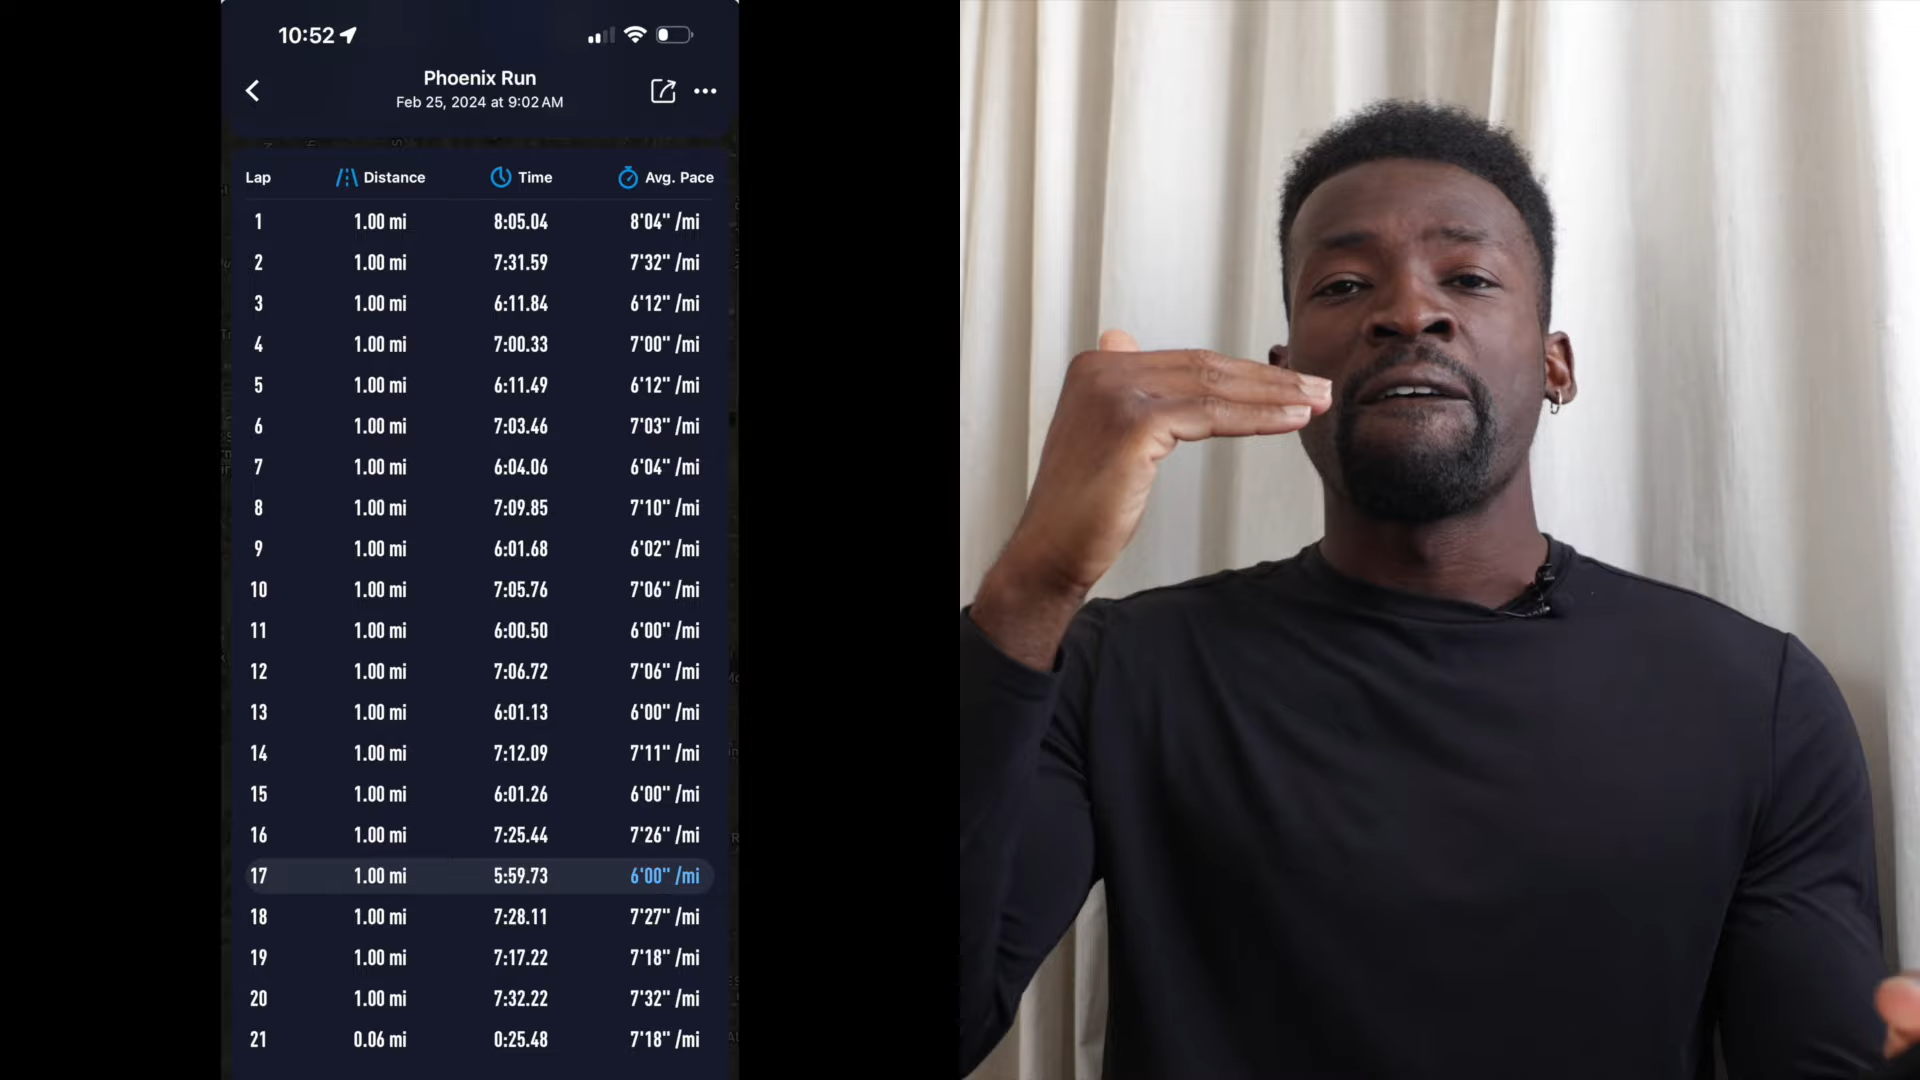 10:52
Phoenix Run
Feb 25, 2024 at 9:02 AM
Lap Distance Time Avg. Pace
1 1.00 mi 8:05.04 8'04" /mi
2 1.00 mi 7:31.59 7'32" /mi
3 1.00 mi 6:11.84 6'12" /mi
4 1.00 mi 7:00.33 7'00" /mi
5 1.00 mi 6:11.49 6'12" /mi
6 1.00 mi 7:03.46 7'03" /mi
7 1.00 mi 6:04.06 6'04" /mi
8 1.00 mi 7:09.85 7'10" /mi
9 1.00 mi 6:01.68 6'02" /mi
10 1.00 mi 7:05.76 7'06" /mi
11 1.00 mi 6:00.50 6'00" /mi
12 1.00 mi 7:06.72 7'06" /mi
13 1.00 mi 6:01.13 6'00" /mi
14 1.00 mi 7:12.09 7'11" /mi
15 1.00 mi 6:01.26 6'00" /mi
16 1.00 mi 7:25.44 7'26" /mi
17 1.00 mi 5:59.73 6'00" /mi
18 1.00 mi 7:28.11 7'27" /mi
19 1.00 mi 7:17.22 7'18" /mi
20 1.00 mi 7:32.22 7'32" /mi
21 0.06 mi 0:25.48 7'18" /mi